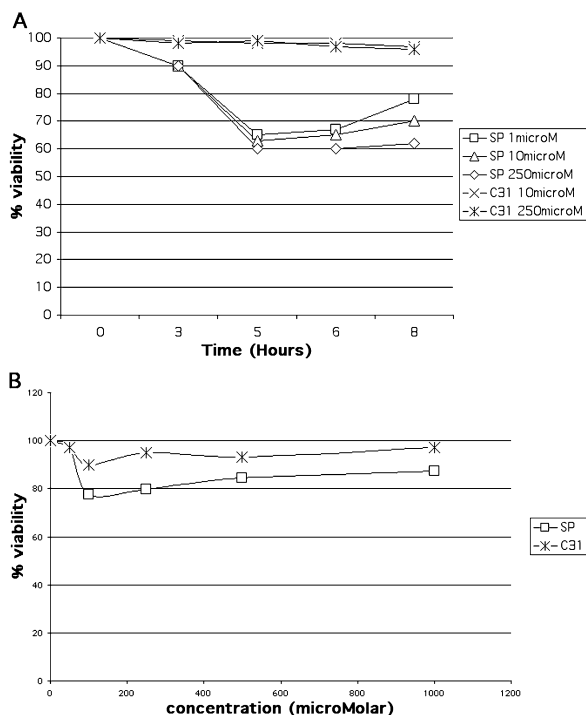 A
100
90
80
70
60
50
40
30
20
10
0
% viability
0 3 5 6 8
Time (Hours)
SP 1microM
SP 10microM
SP 250microM
C31 10microM
C31 250microM
B
120
100
80
60
40
20
0
% viability
0 200 400 600 800 1000 1200
concentration (microMolar)
SP
C31